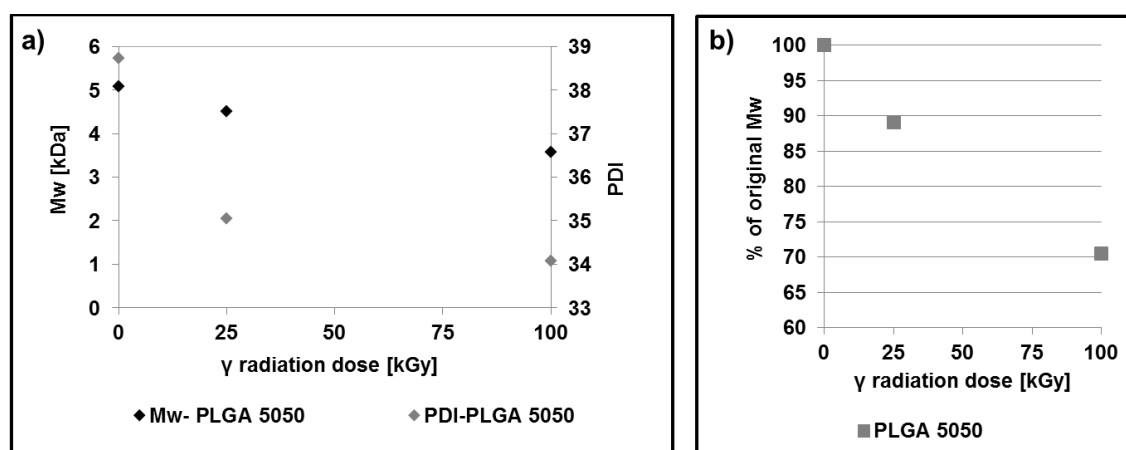 a)
Mw [kDa]
6
5
4
3
2
1
0
39
38
37
36
35
34
33
PDI
0 25 50 75 100
γ radiation dose [kGy]
Mw- PLGA 5050 PDI-PLGA 5050
b)
% of original Mw
100
95
90
85
80
75
70
65
60
0 25 50 75 100
γ radiation dose [kGy]
PLGA 5050